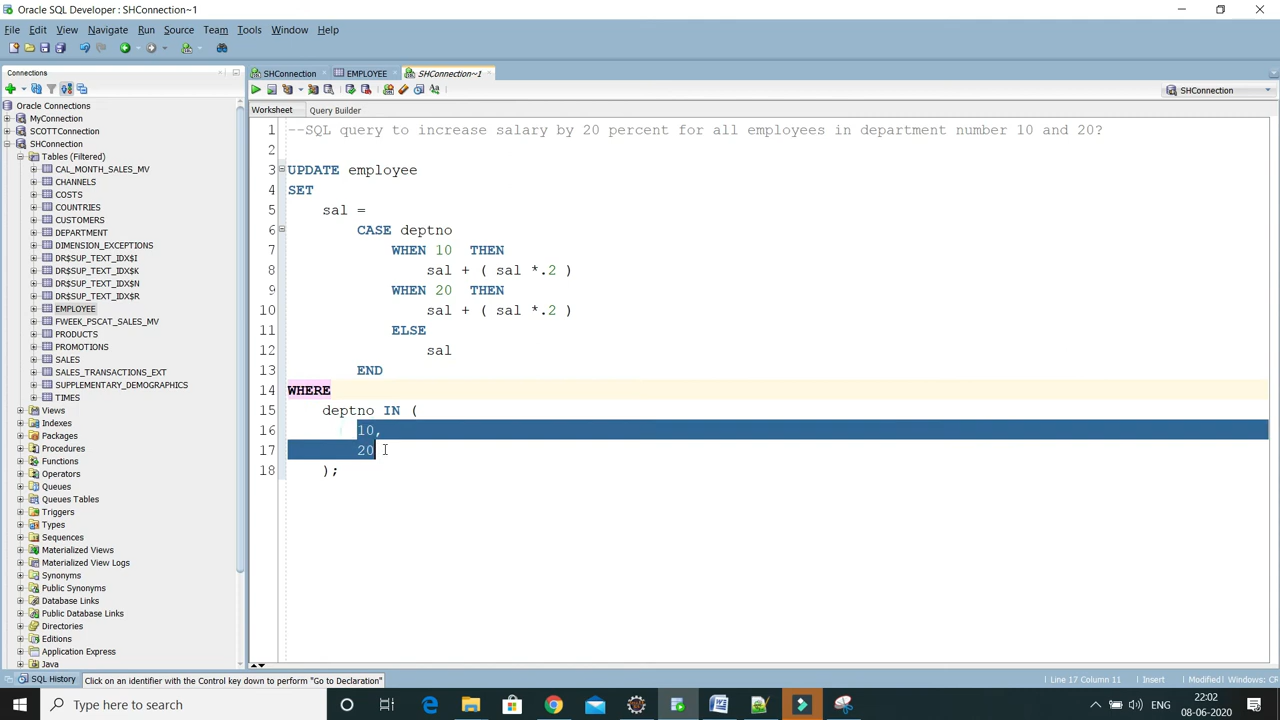 Oracle SQL Developer : SHConnection~1
File Edit View Navigate Run Source Team Tools Window Help
Connections
SHConnection EMPLOYEE SHConnection~1
SHConnection
Worksheet Query Builder
Oracle Connections
MyConnection
SCOTTConnection
SHConnection
Tables (Filtered)
CAL_MONTH_SALES_MV
CHANNELS
COSTS
COUNTRIES
CUSTOMERS
DEPARTMENT
DIMENSION_EXCEPTIONS
DR$SUP_TEXT_IDX$I
DR$SUP_TEXT_IDX$K
DR$SUP_TEXT_IDX$N
DR$SUP_TEXT_IDX$R
EMPLOYEE
FWEEK_PSCAT_SALES_MV
PRODUCTS
PROMOTIONS
SALES
SALES_TRANSACTIONS_EXT
SUPPLEMENTARY_DEMOGRAPHICS
TIMES
Views
Indexes
Packages
Procedures
Functions
Operators
Queues
Queues Tables
Triggers
Types
Sequences
Materialized Views
Materialized View Logs
Synonyms
Public Synonyms
Database Links
Public Database Links
Directories
Editions
Application Express
Java
1 --SQL query to increase salary by 20 percent for all employees in department number 10 and 20?
2
3 UPDATE employee
4 SET
5 sal =
6 CASE deptno
7 WHEN 10 THEN
8 sal + ( sal *.2 )
9 WHEN 20 THEN
10 sal + ( sal *.2 )
11 ELSE
12 sal
13 END
14 WHERE
15 deptno IN (
16 10,
17 20
18 );
SQL History Click on an identifier with the Control key down to perform "Go to Declaration" Line 17 Column 11 Insert Modified Windows: CR
Type here to search
ENG
22:02
08-06-2020